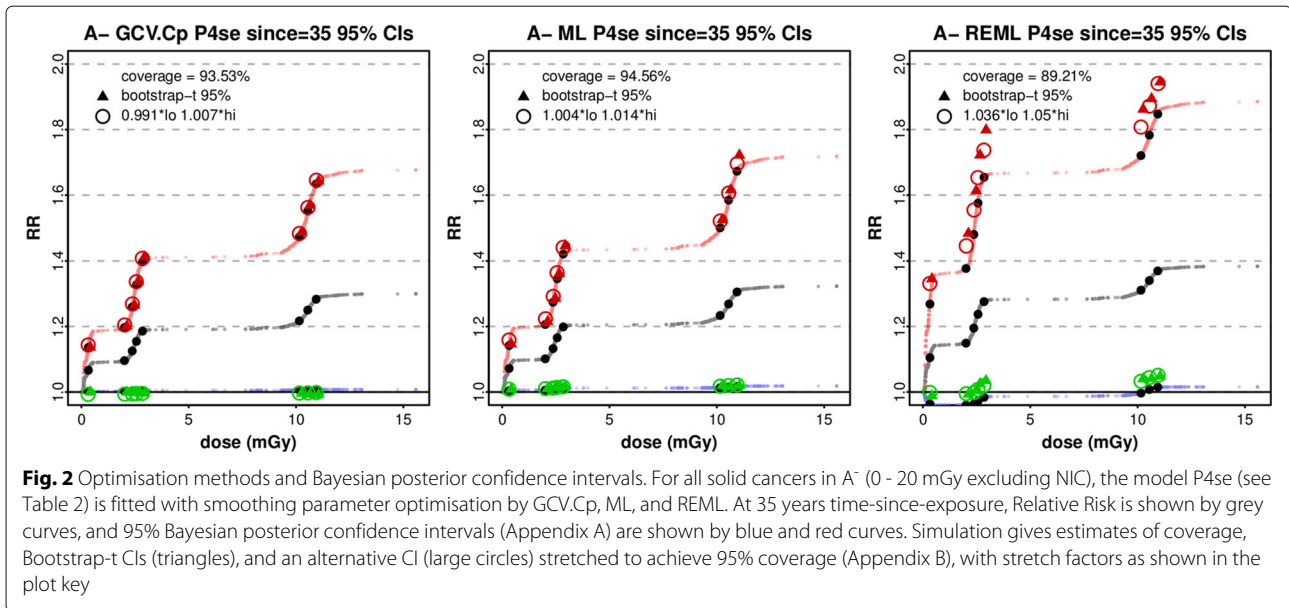 A− GCV.Cp P4se since=35 95% CIs
coverage = 93.53%
bootstrap−t 95%
0.991*lo 1.007*hi
RR
2.0
1.8
1.6
1.4
1.2
1.0
0
5
10
15
dose (mGy)
A− ML P4se since=35 95% CIs
coverage = 94.56%
bootstrap−t 95%
1.004*lo 1.014*hi
RR
2.0
1.8
1.6
1.4
1.2
1.0
0
5
10
15
dose (mGy)
A− REML P4se since=35 95% CIs
coverage = 89.21%
bootstrap−t 95%
1.036*lo 1.05*hi
RR
2.0
1.8
1.6
1.4
1.2
1.0
0
5
10
15
dose (mGy)
Fig. 2 Optimisation methods and Bayesian posterior confidence intervals. For all solid cancers in A⁻ (0 - 20 mGy excluding NIC), the model P4se (see
Table 2) is fitted with smoothing parameter optimisation by GCV.Cp, ML, and REML. At 35 years time-since-exposure, Relative Risk is shown by grey
curves, and 95% Bayesian posterior confidence intervals (Appendix A) are shown by blue and red curves. Simulation gives estimates of coverage,
Bootstrap-t CIs (triangles), and an alternative CI (large circles) stretched to achieve 95% coverage (Appendix B), with stretch factors as shown in the
plot key